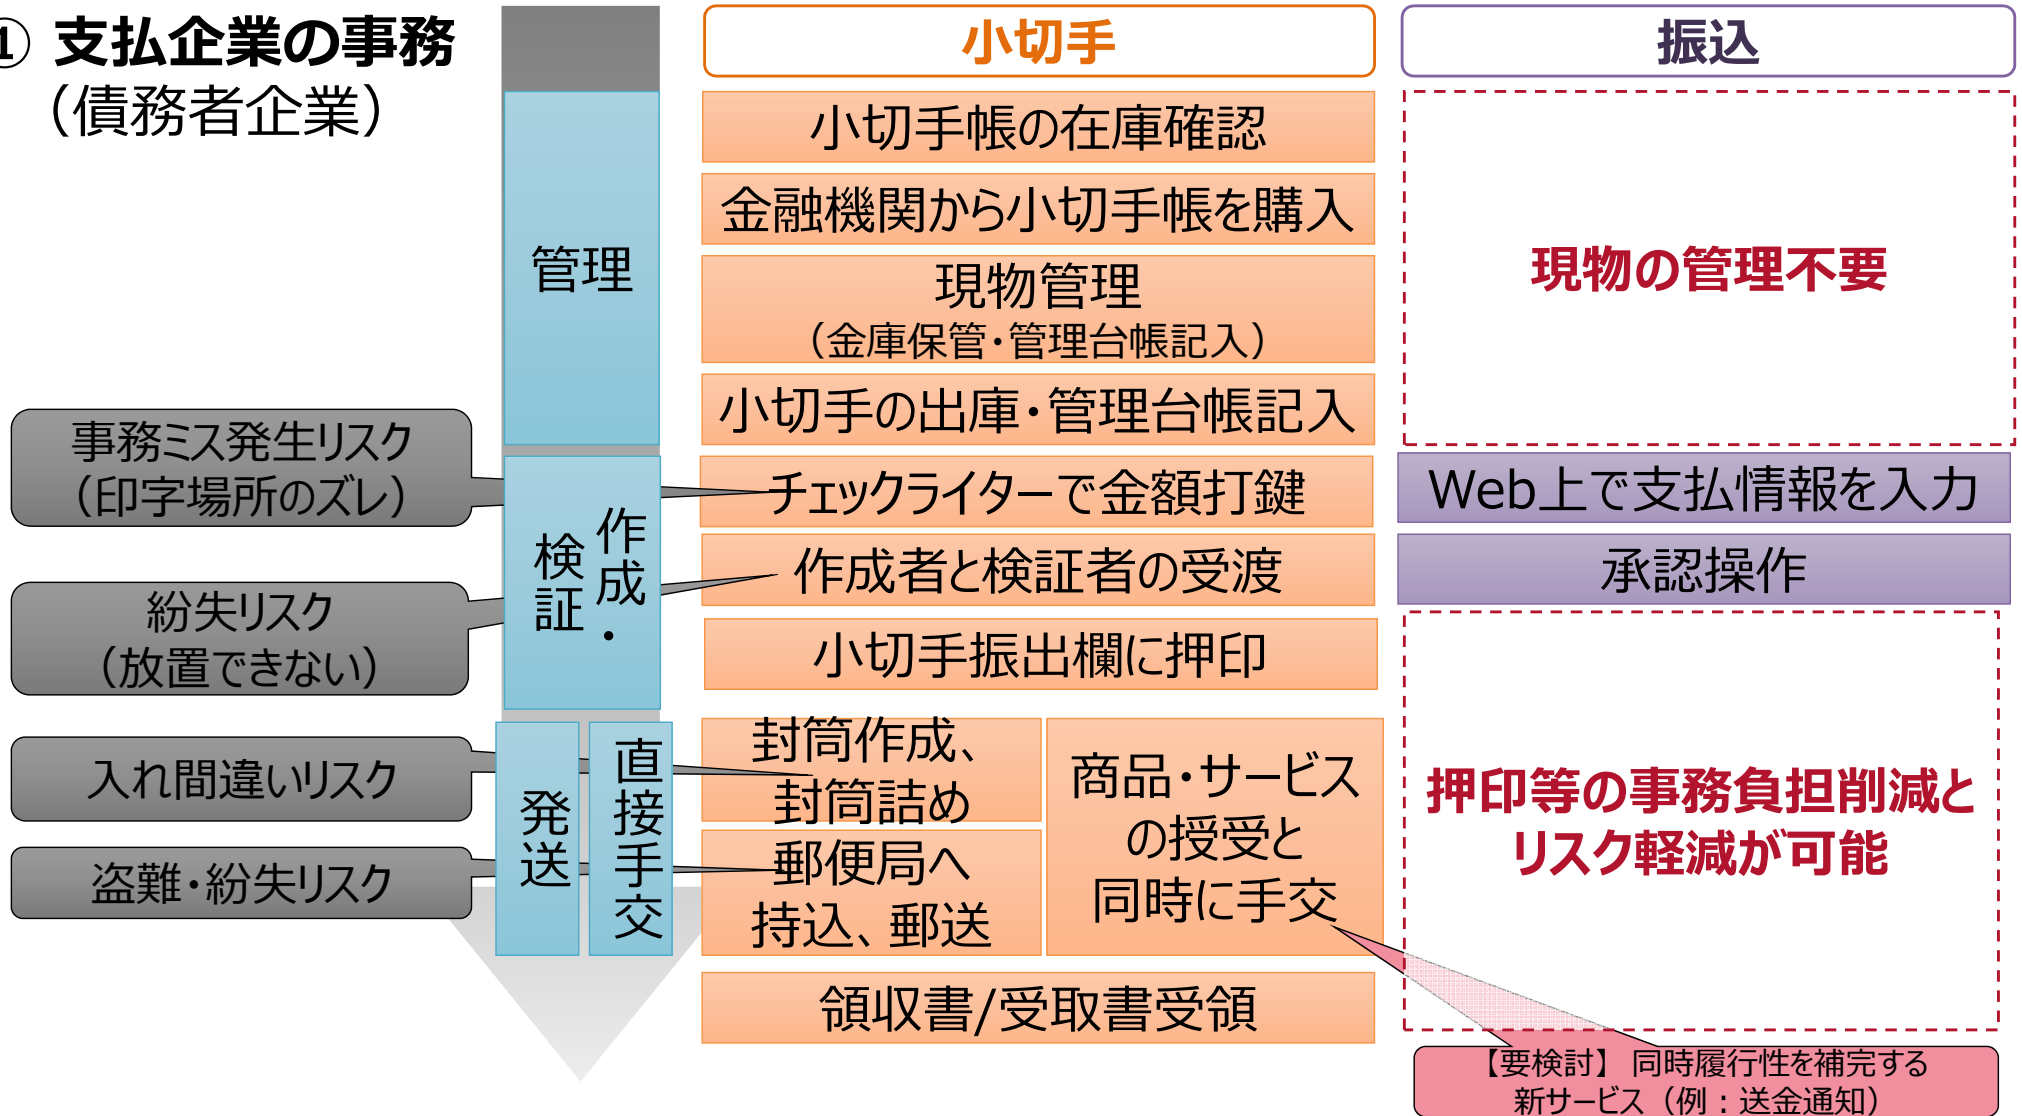 ① 支払企業の事務
（債務者企業）
小切手
振込
管理
小切手帳の在庫確認
金融機関から小切手帳を購入
現物管理
（金庫保管・管理台帳記入）
小切手の出庫・管理台帳記入
現物の管理不要
事務ミス発生リスク
（印字場所のズレ）
紛失リスク
（放置できない）
作成・
検証
チェックライターで金額打鍵
作成者と検証者の受渡
小切手振出欄に押印
Web上で支払情報を入力
承認操作
入れ間違いリスク
盗難・紛失リスク
発送
直接手交
封筒作成、
封筒詰め
郵便局へ
持込、郵送
商品・サービス
の授受と
同時に手交
領収書/受取書受領
押印等の事務負担削減と
リスク軽減が可能
【要検討】 同時履行性を補完する
新サービス（例：送金通知）